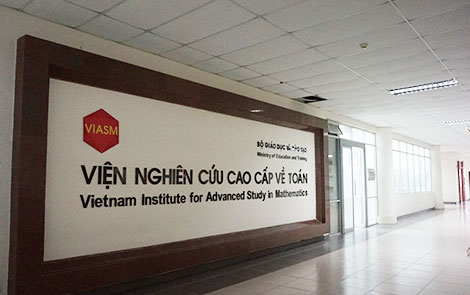 VIASM
BỘ GIÁO DỤC VÀ ĐÀO TẠO
Ministry of Education and Training
VIỆN NGHIÊN CỨU CAO CẤP VỀ TOÁN
Vietnam Institute for Advanced Study in Mathematics